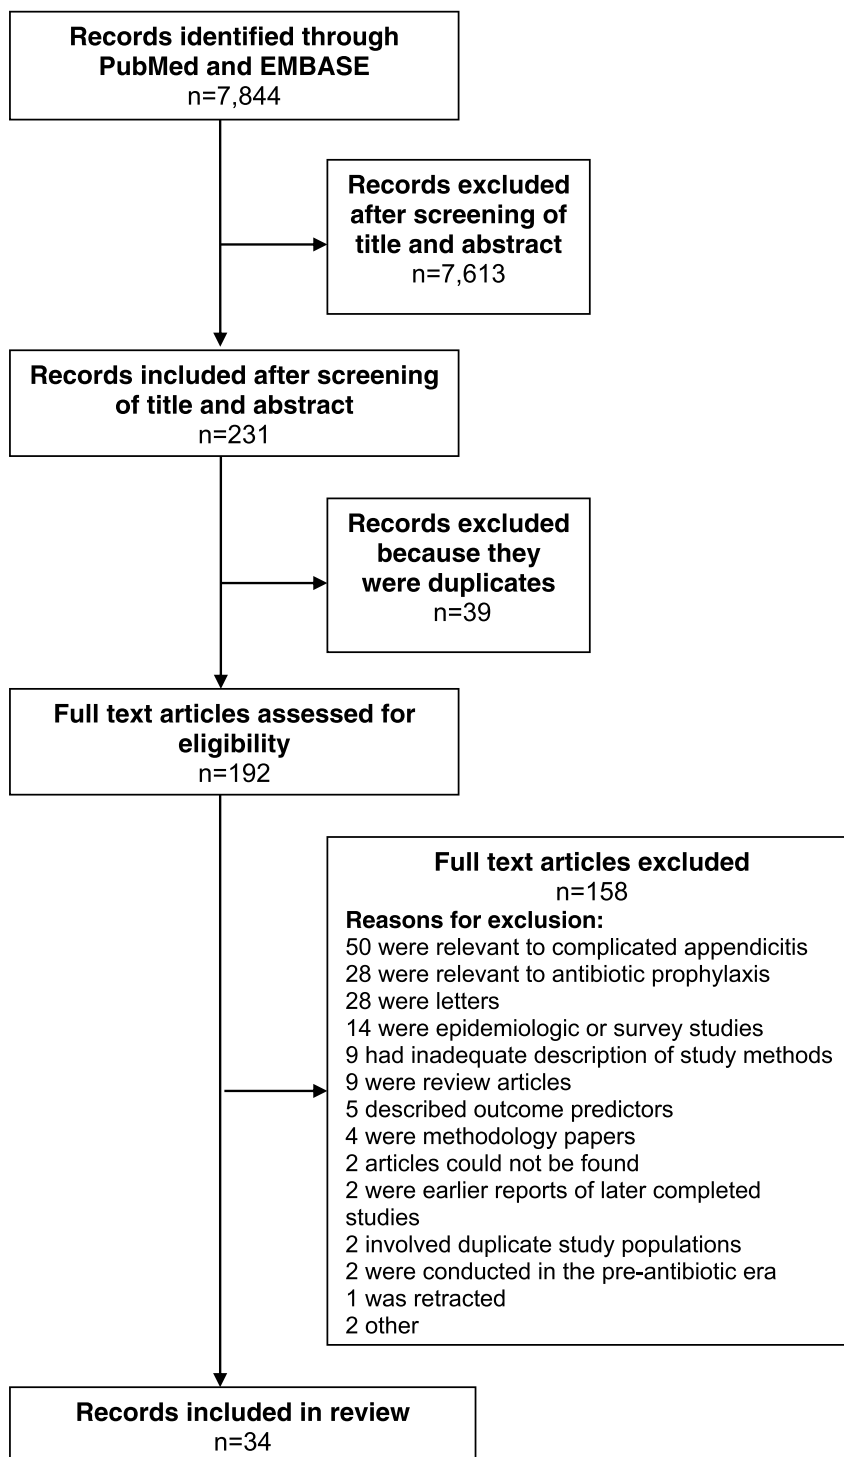 Records identified through
PubMed and EMBASE
n=7,844
Records excluded
after screening of
title and abstract
n=7,613
Records included after screening
of title and abstract
n=231
Records excluded
because they
were duplicates
n=39
Full text articles assessed for
eligibility
n=192
Full text articles excluded
n=158
Reasons for exclusion:
50 were relevant to complicated appendicitis
28 were relevant to antibiotic prophylaxis
28 were letters
14 were epidemiologic or survey studies
9 had inadequate description of study methods
9 were review articles
5 described outcome predictors
4 were methodology papers
2 articles could not be found
2 were earlier reports of later completed
studies
2 involved duplicate study populations
2 were conducted in the pre-antibiotic era
1 was retracted
2 other
Records included in review
n=34